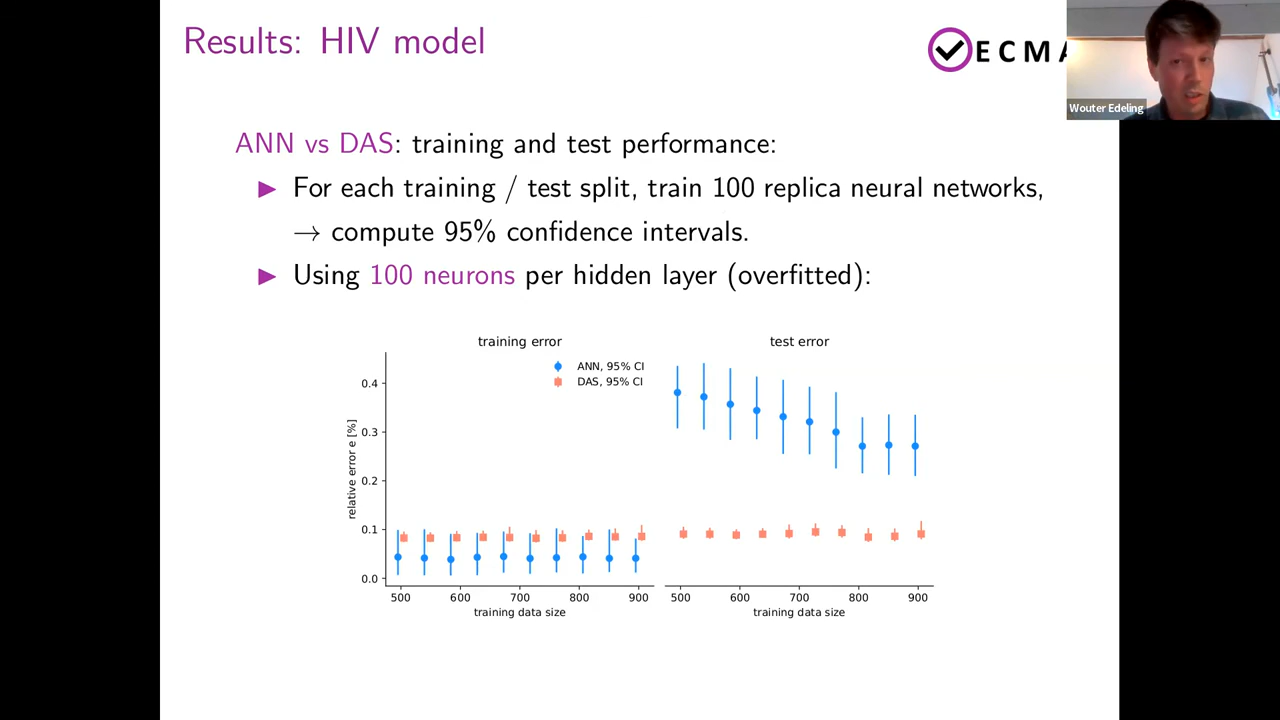 Results: HIV model
ECMA
Wouter Edeling
ANN vs DAS: training and test performance:
▶ For each training / test split, train 100 replica neural networks,
→ compute 95% confidence intervals.
▶ Using 100 neurons per hidden layer (overfitted):
training error
test error
ANN, 95% CI
DAS, 95% CI
relative error e [%]
0.4
0.3
0.2
0.1
0.0
500 600 700 800 900
500 600 700 800 900
training data size
training data size